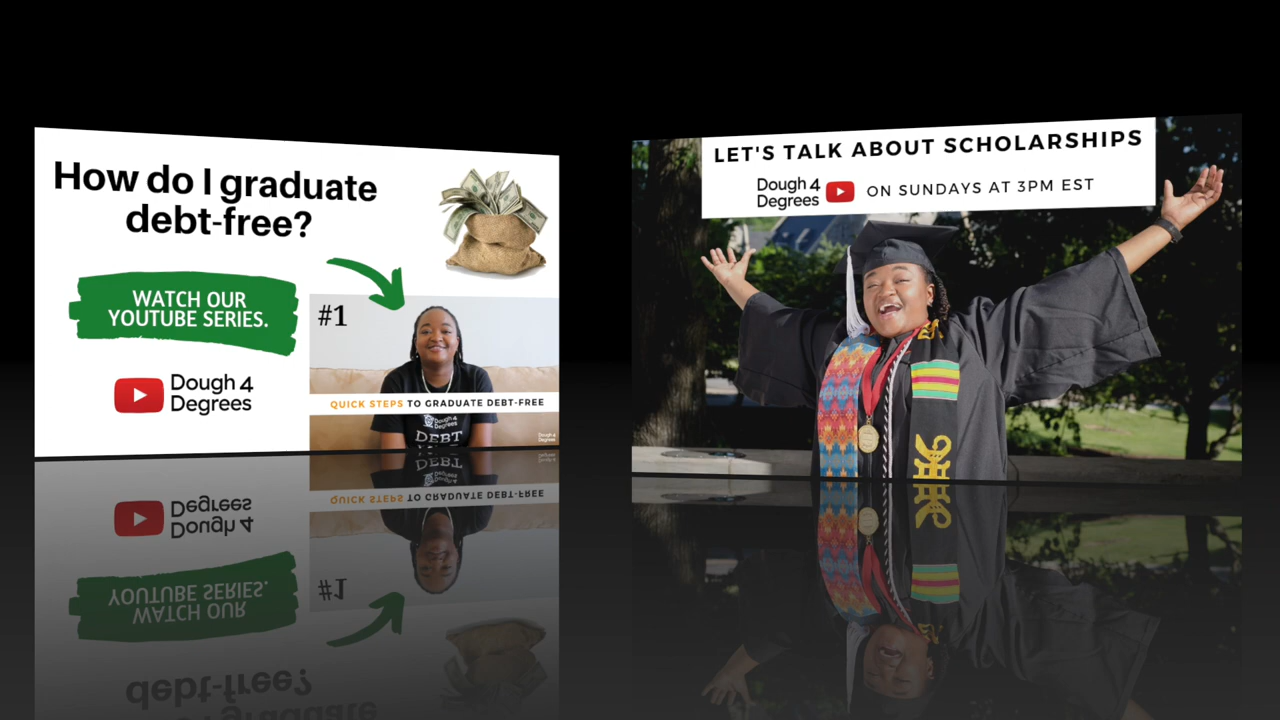 How do I graduate
debt-free?
WATCH OUR
YOUTUBE SERIES.
Dough 4
Degrees
#1
QUICK STEPS TO GRADUATE DEBT-FREE
Dough 4
Degrees
DEBT
Dough 4
Degrees
LET'S TALK ABOUT SCHOLARSHIPS
Dough 4
Degrees
ON SUNDAYS AT 3PM EST